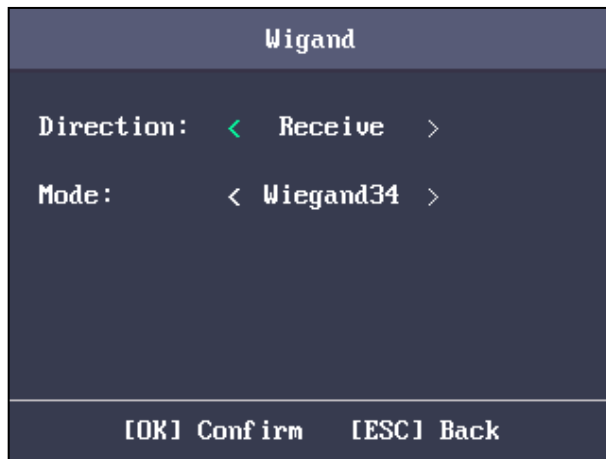 Wigand
Direction: < Receive >
Mode: < Wiegand34 >
[OK] Confirm [ESC] Back